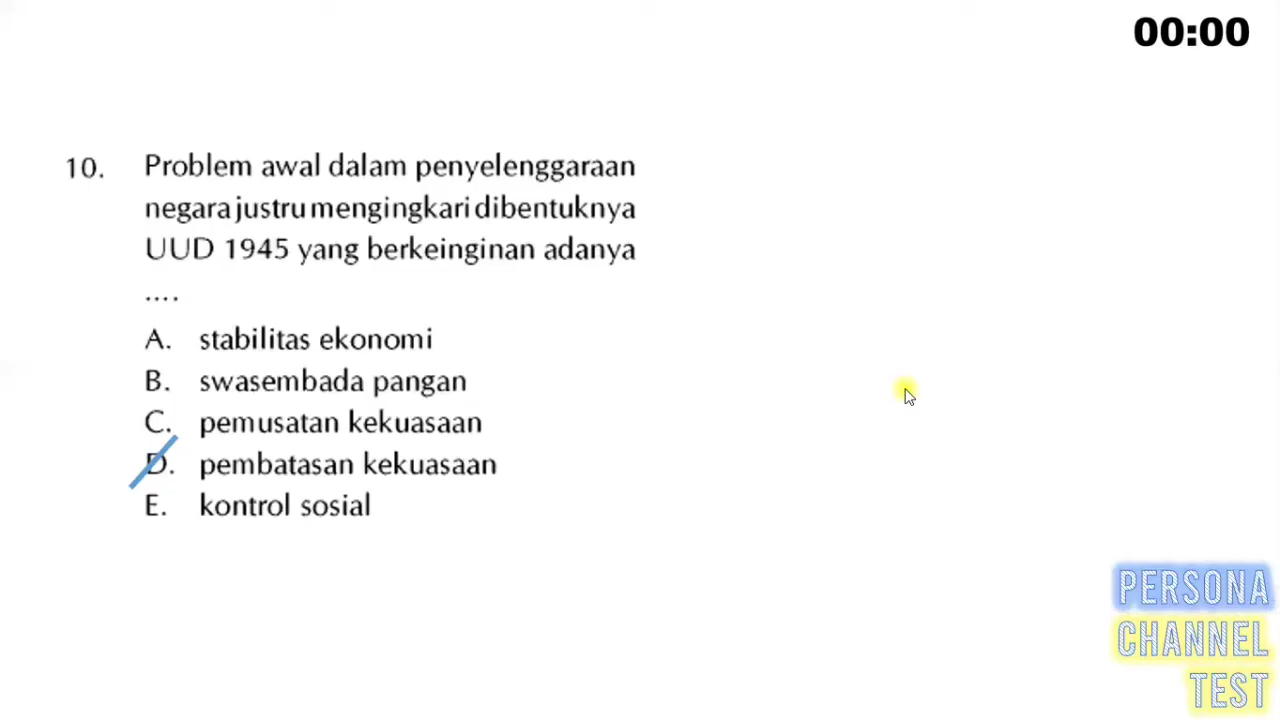 00:00
10. Problem awal dalam penyelenggaraan
negara justru mengingkari dibentuknya
UUD 1945 yang berkeinginan adanya
....
A. stabilitas ekonomi
B. swasembada pangan
C. pemusatan kekuasaan
D. pembatasan kekuasaan
E. kontrol sosial
PERSONA
CHANNEL
TEST